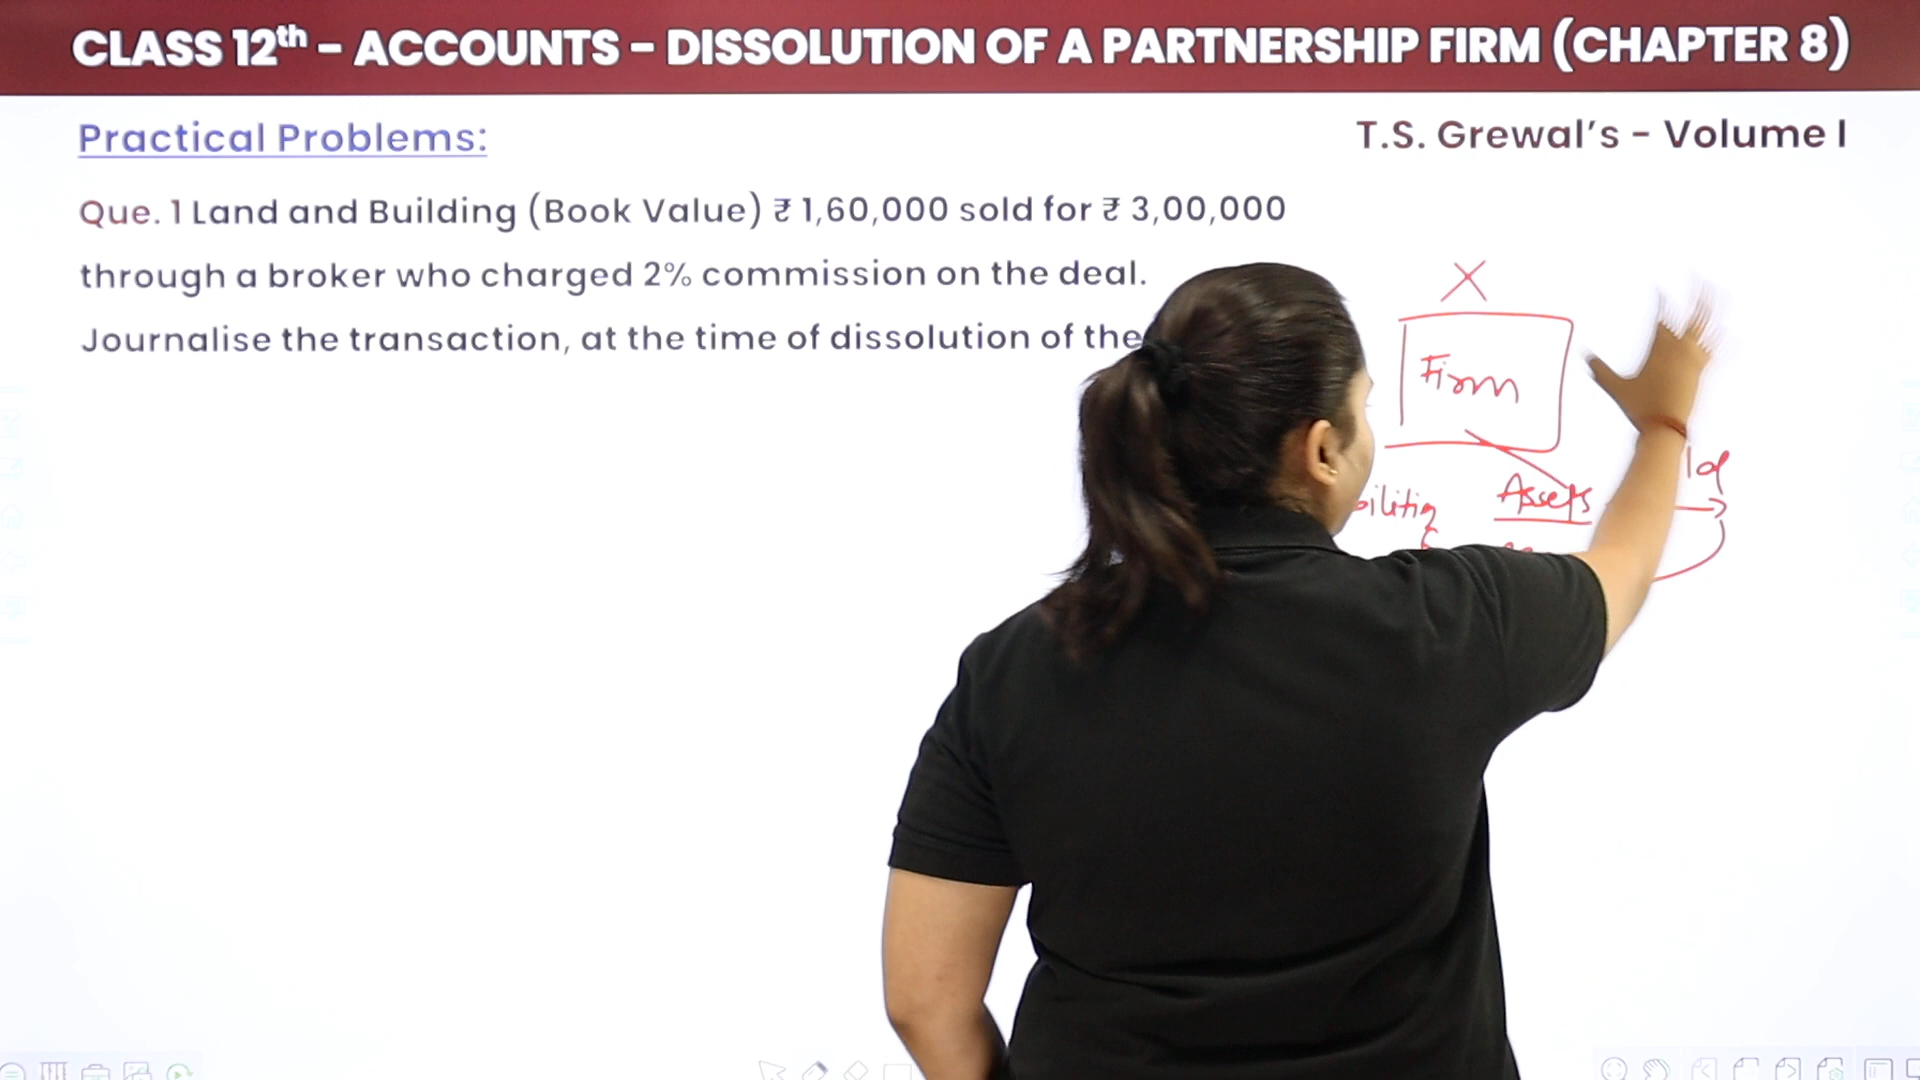 CLASS 12th – ACCOUNTS – DISSOLUTION OF A PARTNERSHIP FIRM (CHAPTER 8)
Practical Problems:
T.S. Grewal's – Volume I
Que. 1 Land and Building (Book Value) ₹ 1,60,000 sold for ₹ 3,00,000
through a broker who charged 2% commission on the deal.
Journalise the transaction, at the time of dissolution of the
X
Firm
Assets